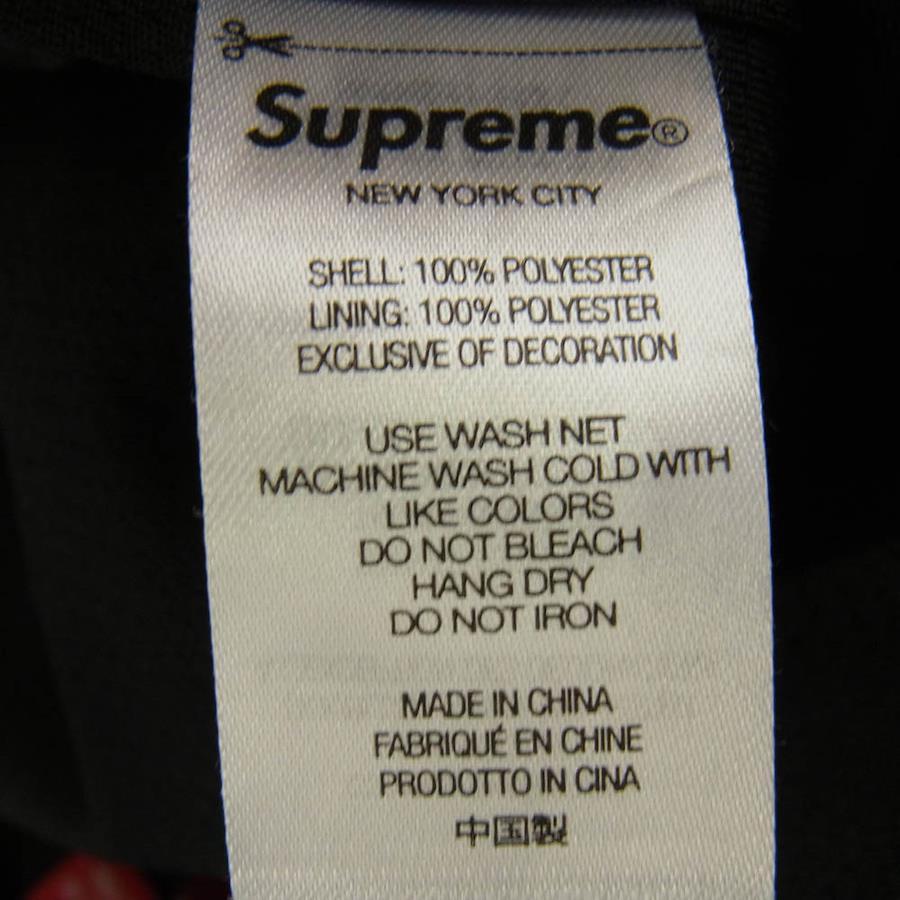 Supreme®
NEW YORK CITY
SHELL: 100% POLYESTER
LINING: 100% POLYESTER
EXCLUSIVE OF DECORATION
USE WASH NET
MACHINE WASH COLD WITH
LIKE COLORS
DO NOT BLEACH
HANG DRY
DO NOT IRON
MADE IN CHINA
FABRIQUÉ EN CHINE
PRODOTTO IN CINA
中国製